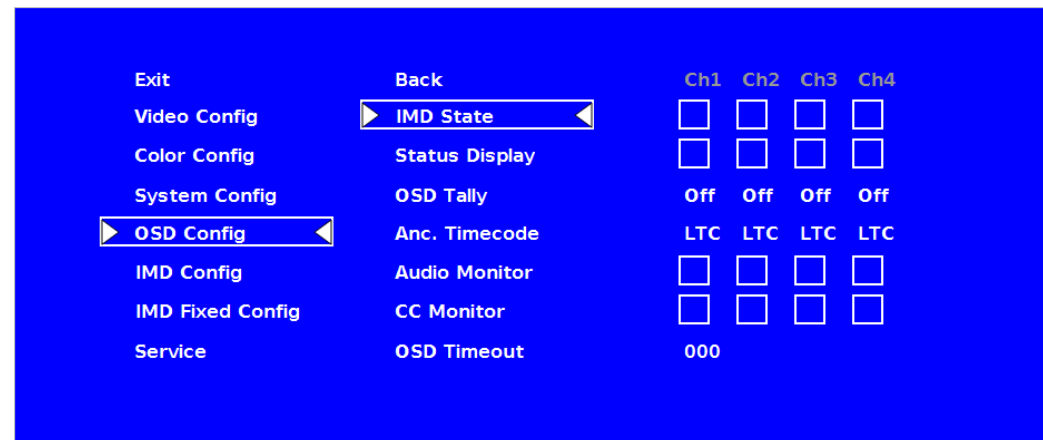 Exit Back Ch1 Ch2 Ch3 Ch4
Video Config IMD State
Color Config Status Display
System Config OSD Tally Off Off Off Off
OSD Config Anc. Timecode LTC LTC LTC LTC
IMD Config Audio Monitor
IMD Fixed Config CC Monitor
Service OSD Timeout 000